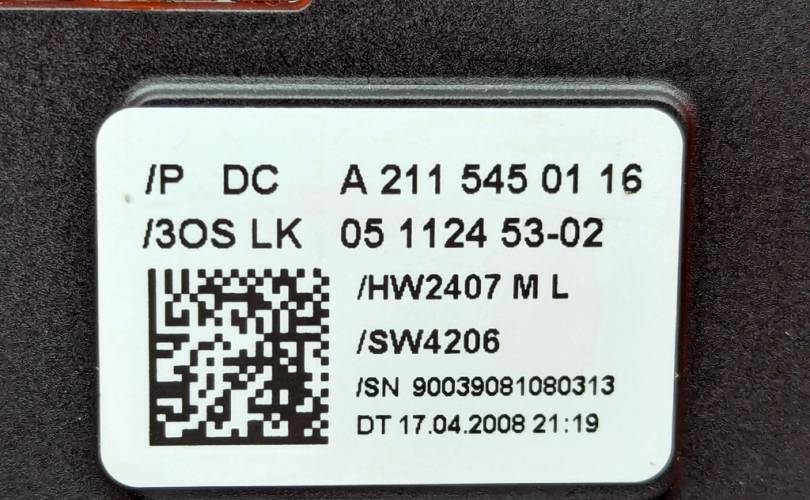 /P DC A 211 545 01 16
/3OS LK 05 1124 53-02
/HW2407 M L
/SW4206
/SN 90039081080313
DT 17.04.2008 21:19